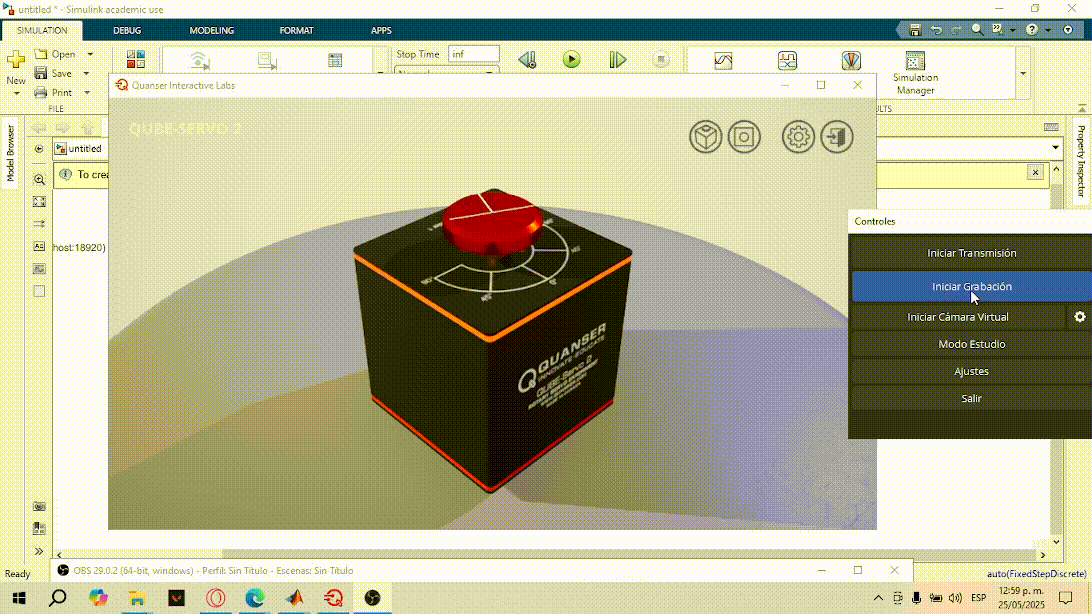 untitled * - Simulink academic use
SIMULATION DEBUG MODELING FORMAT APPS
New
Open
Save
Print
FILE
Stop Time inf
Simulation
Manager
Quanser Interactive Labs
QUBE-SERVO 2
Model Browser
untitled
Property Inspector
To crea
host:18920)
QUANSER
INNOVATE·EDUCATE
QUBE-Servo 2
Controles
Iniciar Transmisión
Iniciar Grabación
Iniciar Cámara Virtual
Modo Estudio
Ajustes
Salir
OBS 29.0.2 (64-bit, windows) - Perfil: Sin Título - Escenas: Sin Título
Ready
auto(FixedStepDiscrete)
ESP
12:59 p. m.
25/05/2025